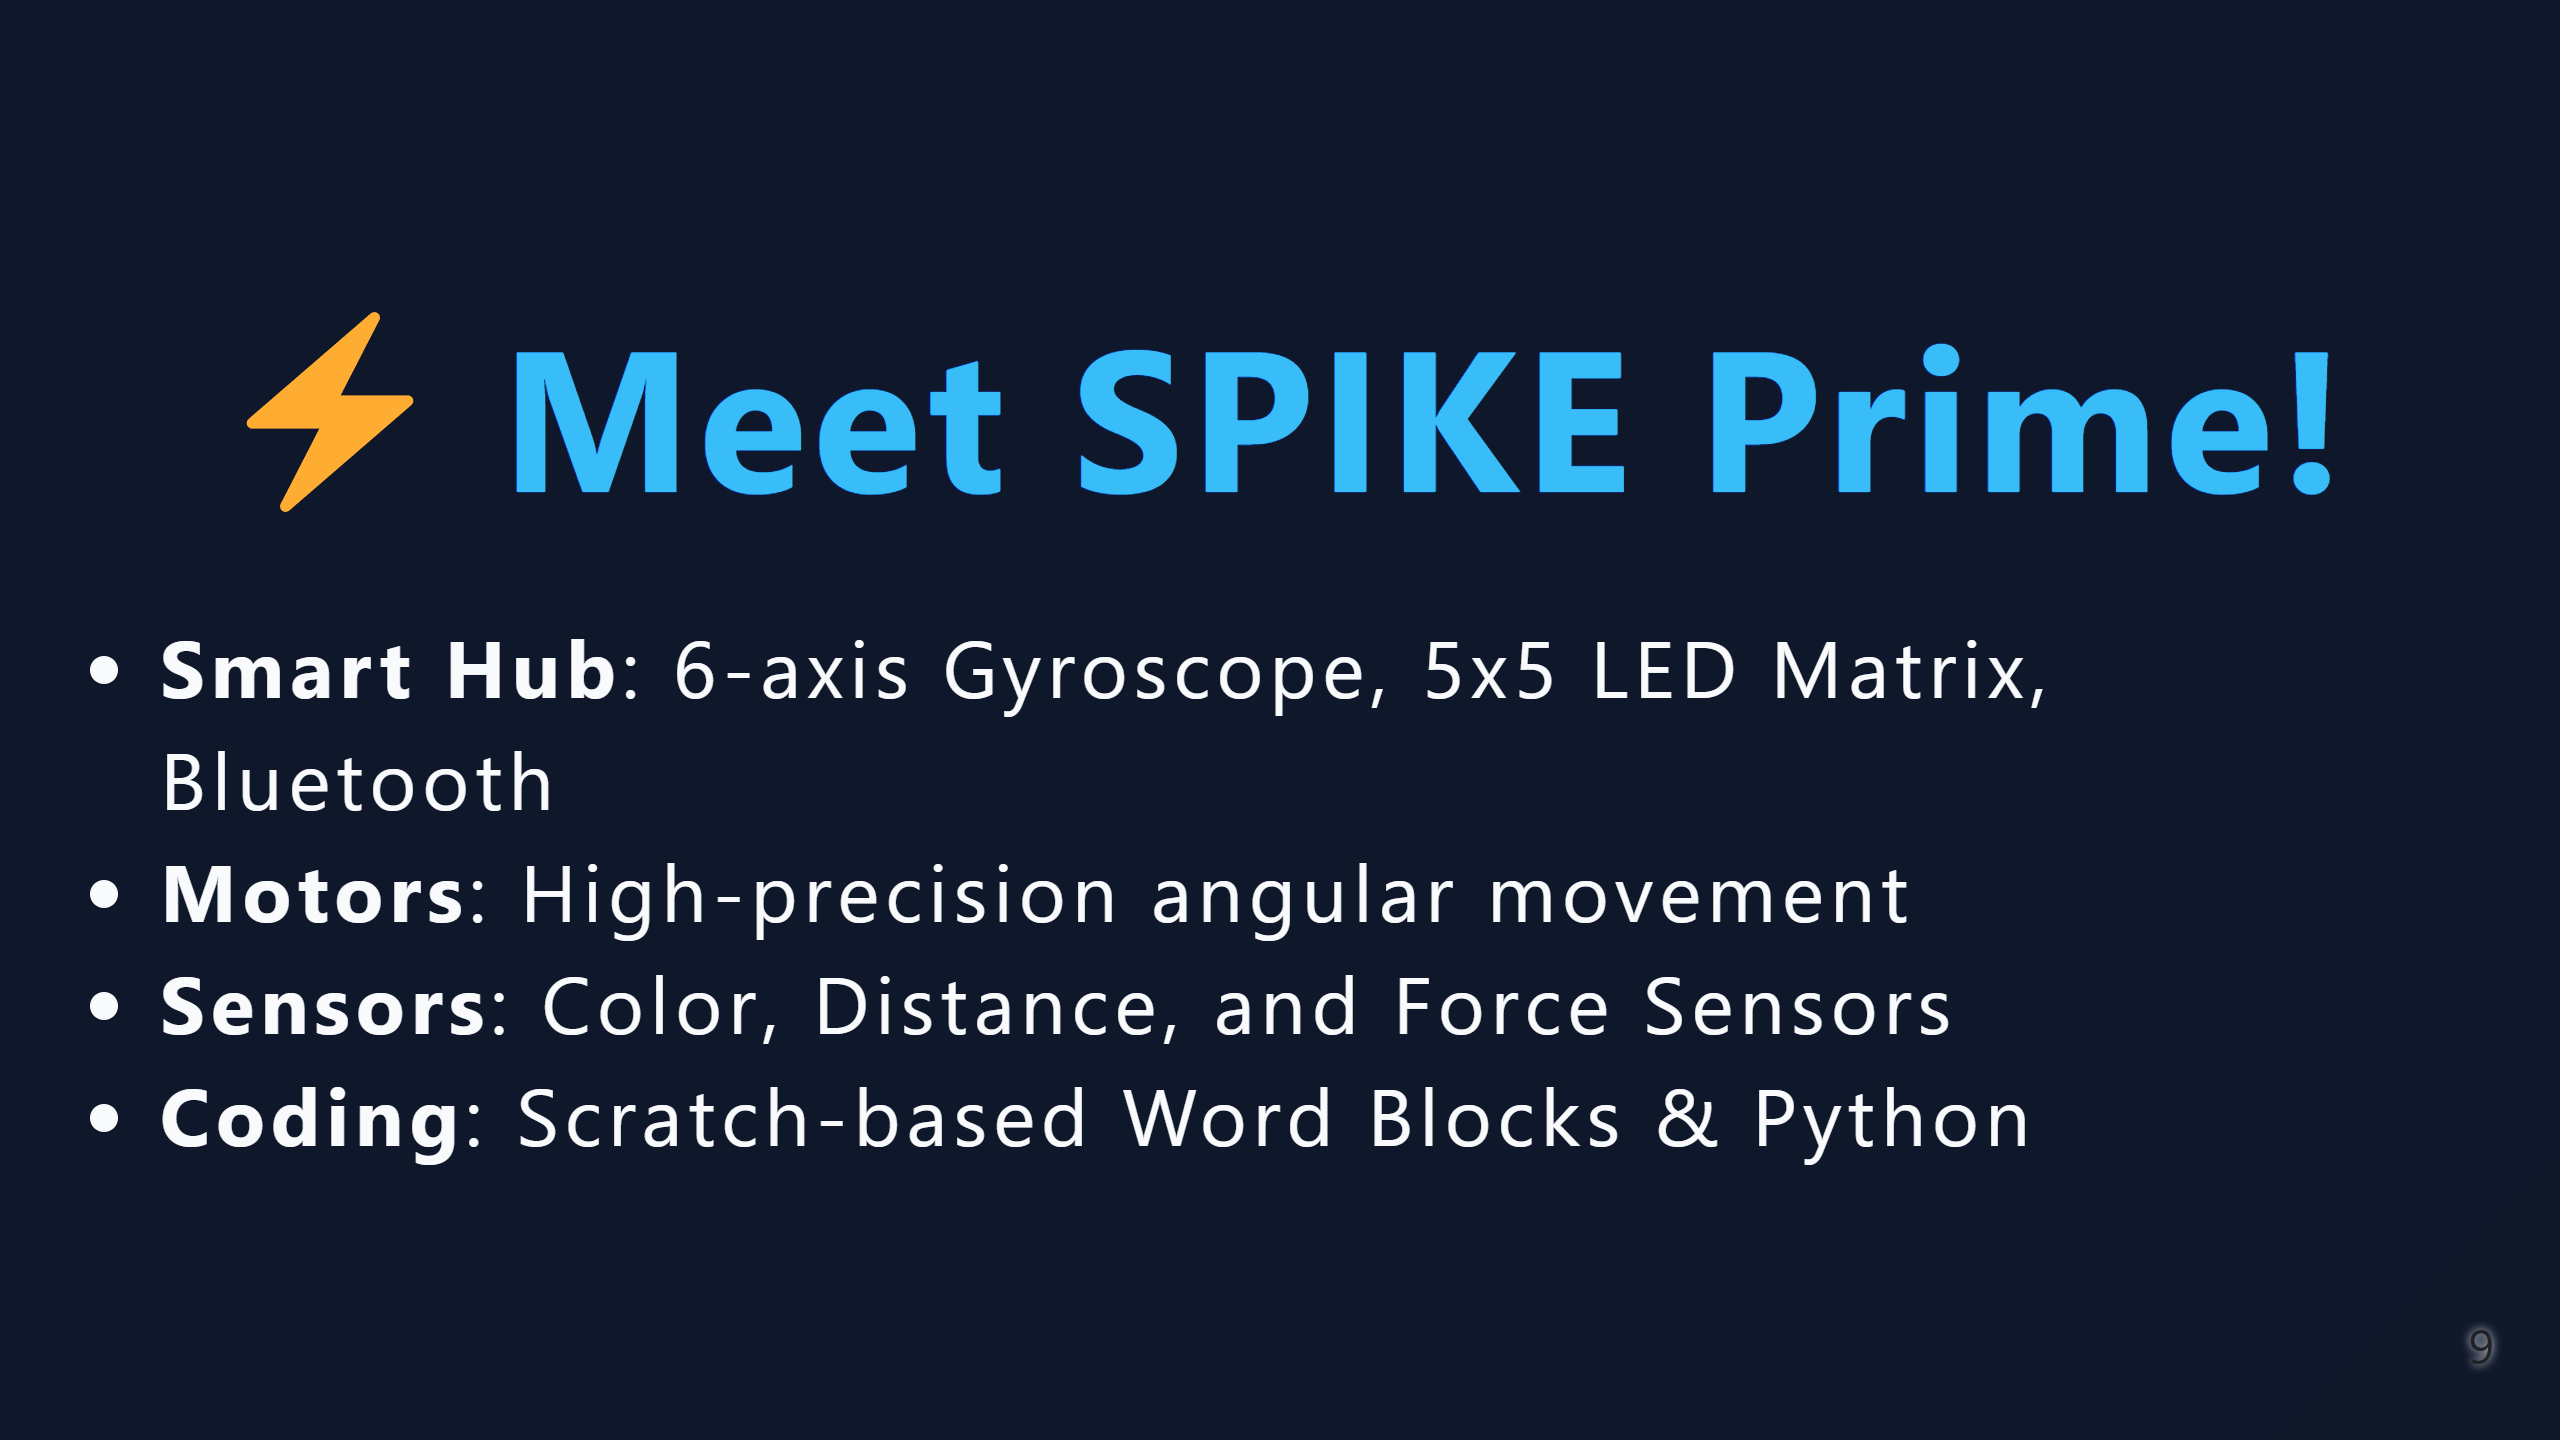 ⚡ Meet SPIKE Prime!
• Smart Hub: 6-axis Gyroscope, 5x5 LED Matrix,
Bluetooth
• Motors: High-precision angular movement
• Sensors: Color, Distance, and Force Sensors
• Coding: Scratch-based Word Blocks & Python
9